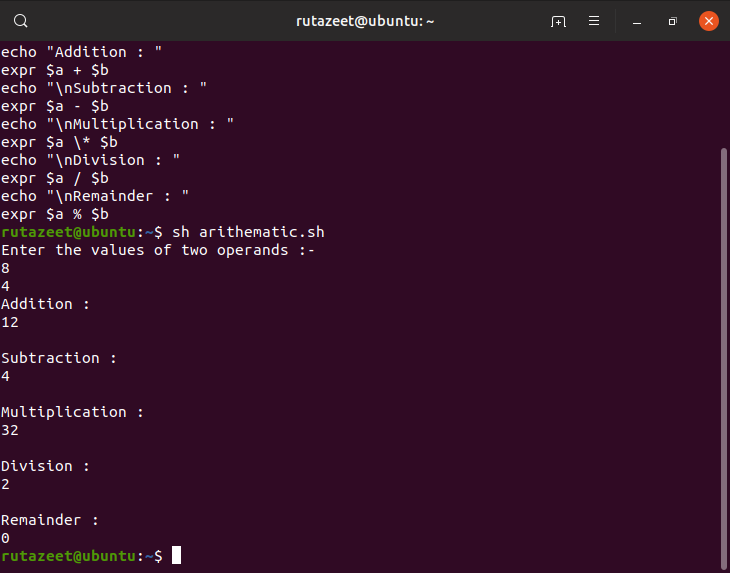 rutazeet@ubuntu: ~
echo "Addition : "
expr $a + $b
echo "\nSubtraction : "
expr $a - $b
echo "\nMultiplication : "
expr $a \* $b
echo "\nDivision : "
expr $a / $b
echo "\nRemainder : "
expr $a % $b
rutazeet@ubuntu:~$ sh arithematic.sh
Enter the values of two operands :-
8
4
Addition :
12

Subtraction :
4

Multiplication :
32

Division :
2

Remainder :
0
rutazeet@ubuntu:~$